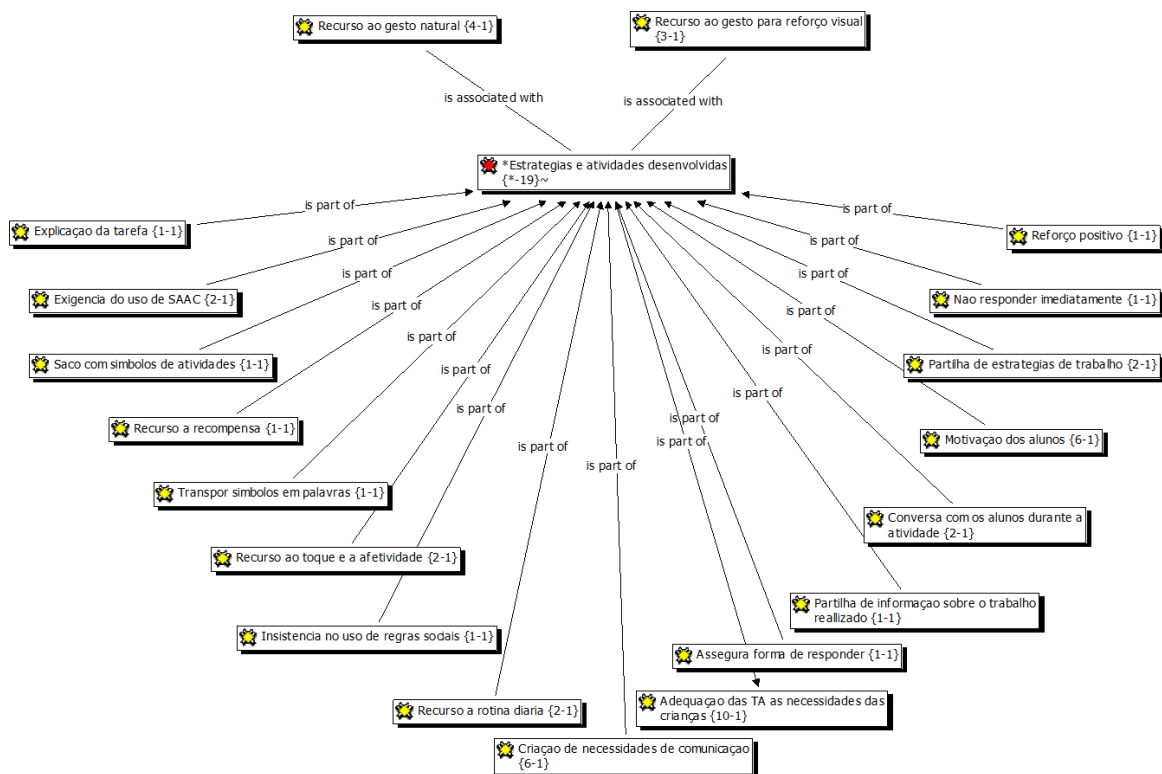 Recurso ao gesto natural {4-1}
Recurso ao gesto para reforço visual
{3-1}
is associated with
is associated with
*Estrategias e atividades desenvolvidas
{*-19}~
is part of
is part of
Explicaçao da tarefa {1-1}
Reforço positivo {1-1}
is part of
is part of
Exigencia do uso de SAAC {2-1}
Nao responder imediatamente {1-1}
is part of
is part of
is part of
is part of
Saco com simbolos de atividades {1-1}
Partilha de estrategias de trabalho {2-1}
is part of
is part of
is part of
is part of
Recurso a recompensa {1-1}
is part of
is part of
is part of
is part of
is part of
Motivaçao dos alunos {6-1}
Transpor simbolos em palavras {1-1}
Conversa com os alunos durante a
atividade {2-1}
Recurso ao toque e a afetividade {2-1}
Partilha de informaçao sobre o trabalho
reallizado {1-1}
Insistencia no uso de regras sociais {1-1}
Assegura forma de responder {1-1}
Adequaçao das TA as necessidades das
crianças {10-1}
Recurso a rotina diaria {2-1}
Criaçao de necessidades de comunicaçao
{6-1}